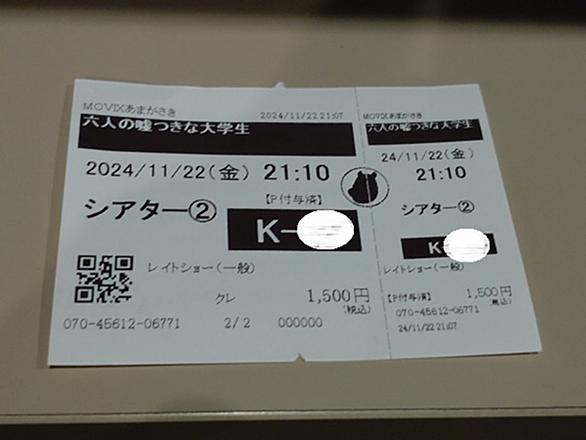 MOVIXあまがさき
2024/11/22 21:07
六人の嘘つきな大学生
2024/11/22(金) 21:10
【P付与済】
シアター②
K-
レイトショー(一般)
クレ
1,500円
(税込)
070-45612-06771
2/2
000000
MOVIXあまがさき
六人の嘘つきな大学生
24/11/22(金)
21:10
シアター②
K-
レイトショー(一般)
【P付与済】
1,500円
(税込)
070-45612-06771
24/11/22 21:07